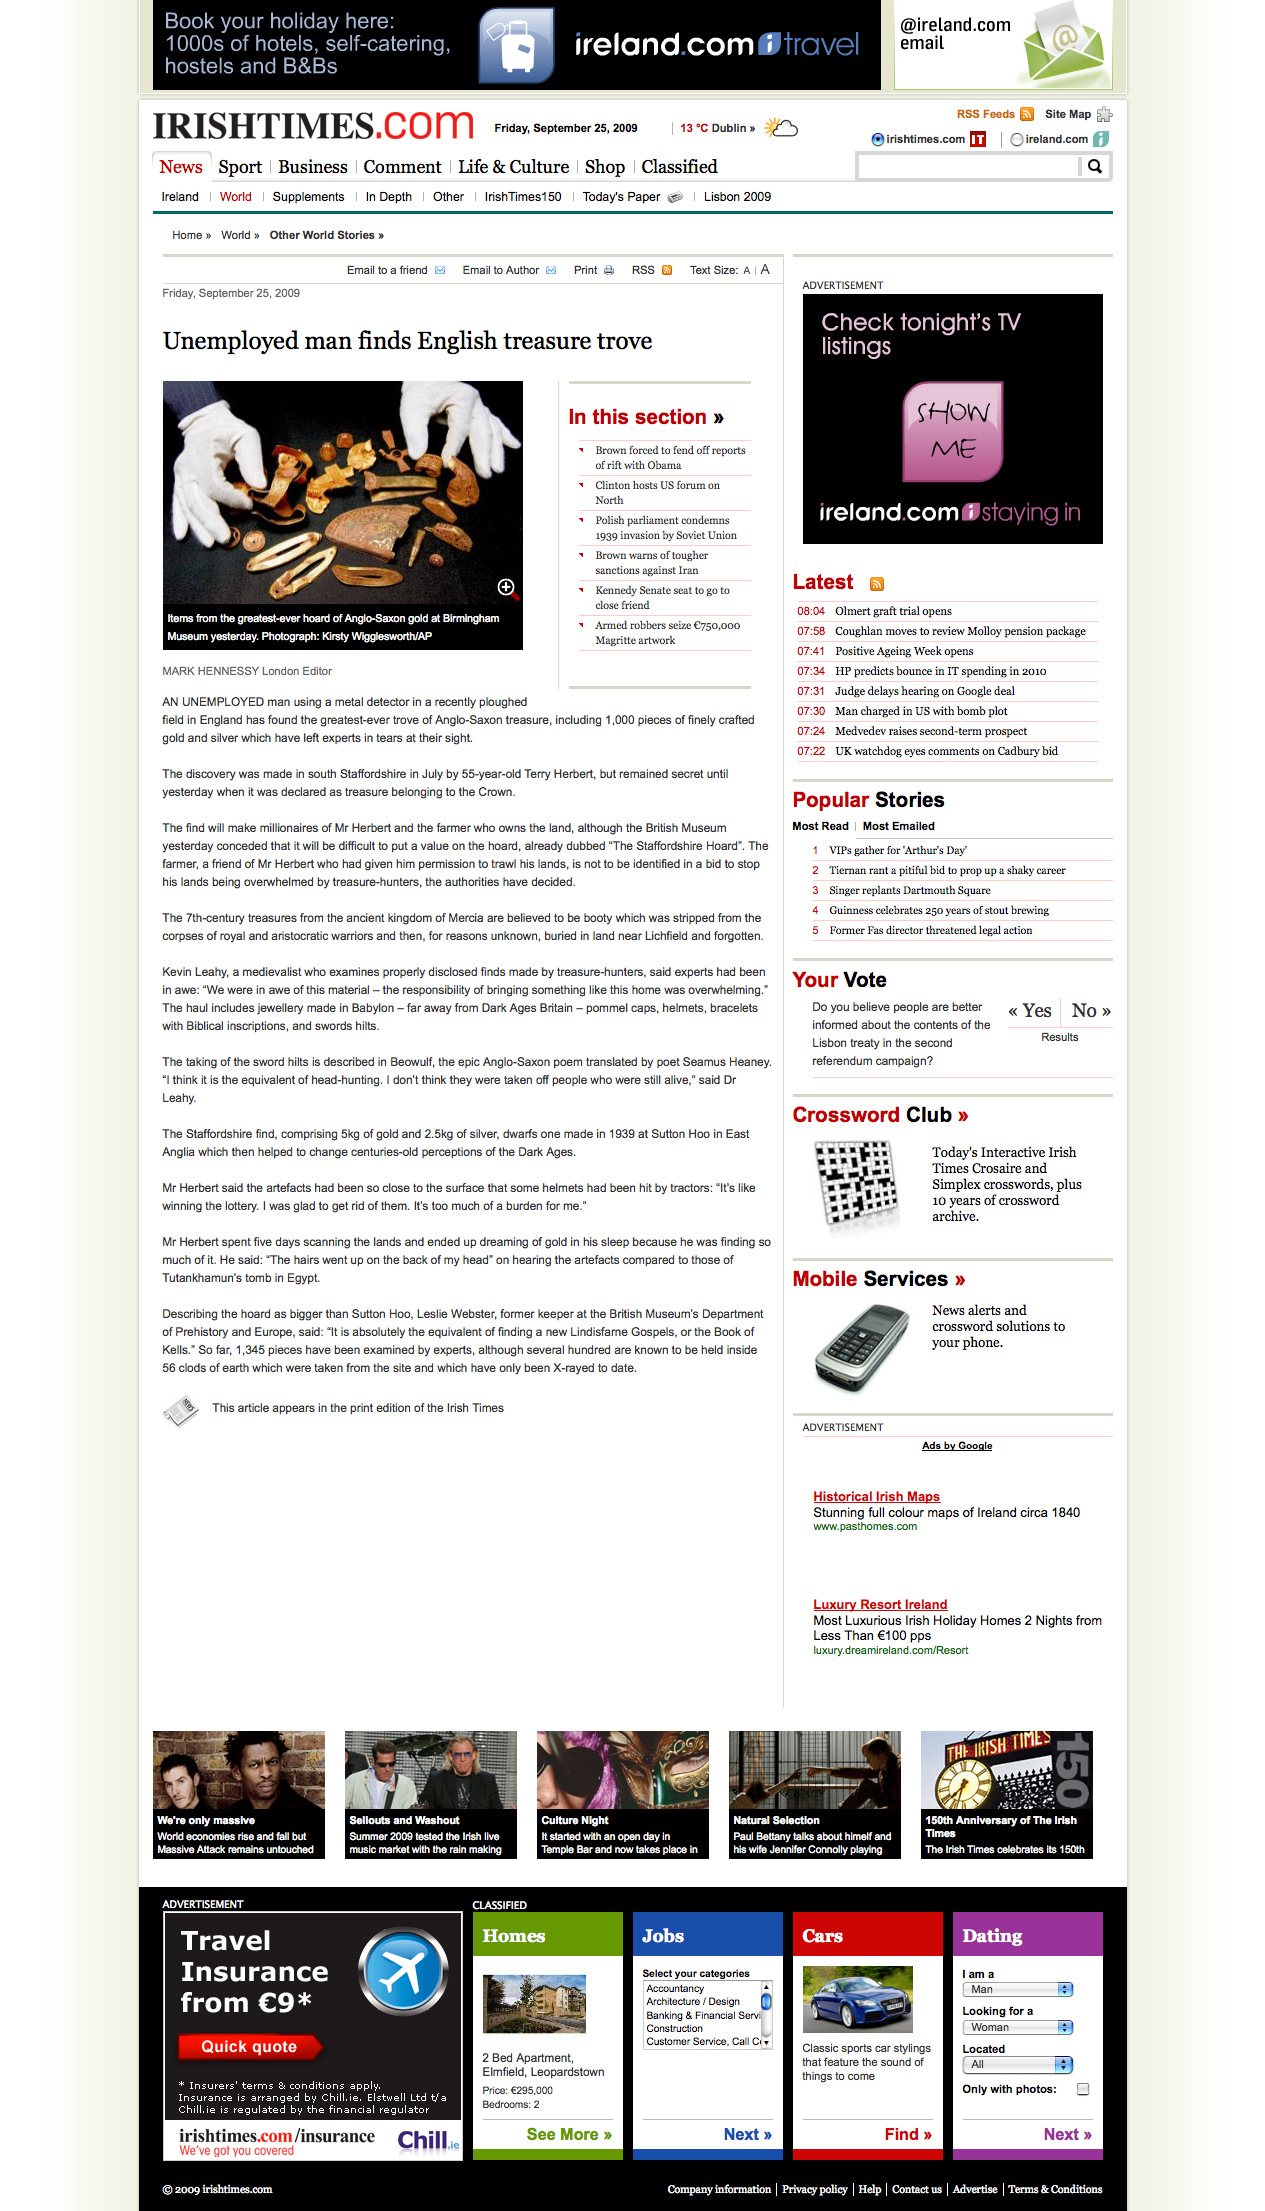 Book your holiday here:
1000s of hotels, self-catering,
hostels and B&Bs
ireland.com i travel
@ireland.com
email
IRISHTIMES.com
Friday, September 25, 2009
13 °C Dublin »
RSS Feeds
Site Map
irishtimes.com IT
ireland.com i
News
Sport
Business
Comment
Life & Culture
Shop
Classified
Ireland
World
Supplements
In Depth
Other
IrishTimes150
Today's Paper
Lisbon 2009
Home » World » Other World Stories »
Email to a friend
Email to Author
Print
RSS
Text Size: A | A
Friday, September 25, 2009
Unemployed man finds English treasure trove
Items from the greatest-ever hoard of Anglo-Saxon gold at Birmingham
Museum yesterday. Photograph: Kirsty Wigglesworth/AP
In this section »
Brown forced to fend off reports
of rift with Obama
Clinton hosts US forum on
North
Polish parliament condemns
1939 invasion by Soviet Union
Brown warns of tougher
sanctions against Iran
Kennedy Senate seat to go to
close friend
Armed robbers seize €750,000
Magritte artwork
MARK HENNESSY London Editor
AN UNEMPLOYED man using a metal detector in a recently ploughed
field in England has found the greatest-ever trove of Anglo-Saxon treasure, including 1,000 pieces of finely crafted
gold and silver which have left experts in tears at their sight.
The discovery was made in south Staffordshire in July by 55-year-old Terry Herbert, but remained secret until
yesterday when it was declared as treasure belonging to the Crown.
The find will make millionaires of Mr Herbert and the farmer who owns the land, although the British Museum
yesterday conceded that it will be difficult to put a value on the hoard, already dubbed “The Staffordshire Hoard”. The
farmer, a friend of Mr Herbert who had given him permission to trawl his lands, is not to be identified in a bid to stop
his lands being overwhelmed by treasure-hunters, the authorities have decided.
The 7th-century treasures from the ancient kingdom of Mercia are believed to be booty which was stripped from the
corpses of royal and aristocratic warriors and then, for reasons unknown, buried in land near Lichfield and forgotten.
Kevin Leahy, a medievalist who examines properly disclosed finds made by treasure-hunters, said experts had been
in awe: “We were in awe of this material – the responsibility of bringing something like this home was overwhelming.”
The haul includes jewellery made in Babylon – far away from Dark Ages Britain – pommel caps, helmets, bracelets
with Biblical inscriptions, and swords hilts.
The taking of the sword hilts is described in Beowulf, the epic Anglo-Saxon poem translated by poet Seamus Heaney.
“I think it is the equivalent of head-hunting. I don’t think they were taken off people who were still alive,” said Dr
Leahy.
The Staffordshire find, comprising 5kg of gold and 2.5kg of silver, dwarfs one made in 1939 at Sutton Hoo in East
Anglia which then helped to change centuries-old perceptions of the Dark Ages.
Mr Herbert said the artefacts had been so close to the surface that some helmets had been hit by tractors: “It’s like
winning the lottery. I was glad to get rid of them. It’s too much of a burden for me.”
Mr Herbert spent five days scanning the lands and ended up dreaming of gold in his sleep because he was finding so
much of it. He said: “The hairs went up on the back of my head” on hearing the artefacts compared to those of
Tutankhamun’s tomb in Egypt.
Describing the hoard as bigger than Sutton Hoo, Leslie Webster, former keeper at the British Museum’s Department
of Prehistory and Europe, said: “It is absolutely the equivalent of finding a new Lindisfarne Gospels, or the Book of
Kells.” So far, 1,345 pieces have been examined by experts, although several hundred are known to be held inside
56 clods of earth which were taken from the site and which have only been X-rayed to date.
NEWS
This article appears in the print edition of the Irish Times
ADVERTISEMENT
Check tonight's TV
listings
SHOW
ME
ireland.com i staying in
Latest
08:04 Olmert graft trial opens
07:58 Coughlan moves to review Molloy pension package
07:41 Positive Ageing Week opens
07:34 HP predicts bounce in IT spending in 2010
07:31 Judge delays hearing on Google deal
07:30 Man charged in US with bomb plot
07:24 Medvedev raises second-term prospect
07:22 UK watchdog eyes comments on Cadbury bid
Popular Stories
Most Read | Most Emailed
1 VIPs gather for 'Arthur's Day'
2 Tiernan rant a pitiful bid to prop up a shaky career
3 Singer replants Dartmouth Square
4 Guinness celebrates 250 years of stout brewing
5 Former Fas director threatened legal action
Your Vote
Do you believe people are better
informed about the contents of the
Lisbon treaty in the second
referendum campaign?
« Yes No »
Results
Crossword Club »
Today's Interactive Irish
Times Crosaire and
Simplex crosswords, plus
10 years of crossword
archive.
Mobile Services »
News alerts and
crossword solutions to
your phone.
ADVERTISEMENT
Ads by Google
Historical Irish Maps
Stunning full colour maps of Ireland circa 1840
www.pasthomes.com
Luxury Resort Ireland
Most Luxurious Irish Holiday Homes 2 Nights from
Less Than €100 pps
luxury.dreamireland.com/Resort
We're only massive
World economies rise and fall but
Massive Attack remains untouched
Sellouts and Washout
Summer 2009 tested the Irish live
music market with the rain making
Culture Night
It started with an open day in
Temple Bar and now takes place in
Natural Selection
Paul Bettany talks about himelf and
his wife Jennifer Connolly playing
THE IRISH TIMES
150
150th Anniversary of The Irish
Times
The Irish Times celebrates its 150th
ADVERTISEMENT
Travel
Insurance
from €9*
Quick quote
* Insurers' terms & conditions apply.
Insurance is arranged by Chill.ie. Elstwell Ltd t/a
Chill.ie is regulated by the financial regulator
irishtimes.com/insurance
We've got you covered
Chill.ie
CLASSIFIED
Homes
2 Bed Apartment,
Elmfield, Leopardstown
Price: €295,000
Bedrooms: 2
See More »
Jobs
Select your categories
Accountancy
Architecture / Design
Banking & Financial Servi
Construction
Customer Service, Call Ce
Next »
Cars
Classic sports car stylings
that feature the sound of
things to come
Find »
Dating
I am a
Man
Looking for a
Woman
Located
All
Only with photos:
Next »
© 2009 irishtimes.com
Company information | Privacy policy | Help | Contact us | Advertise | Terms & Conditions